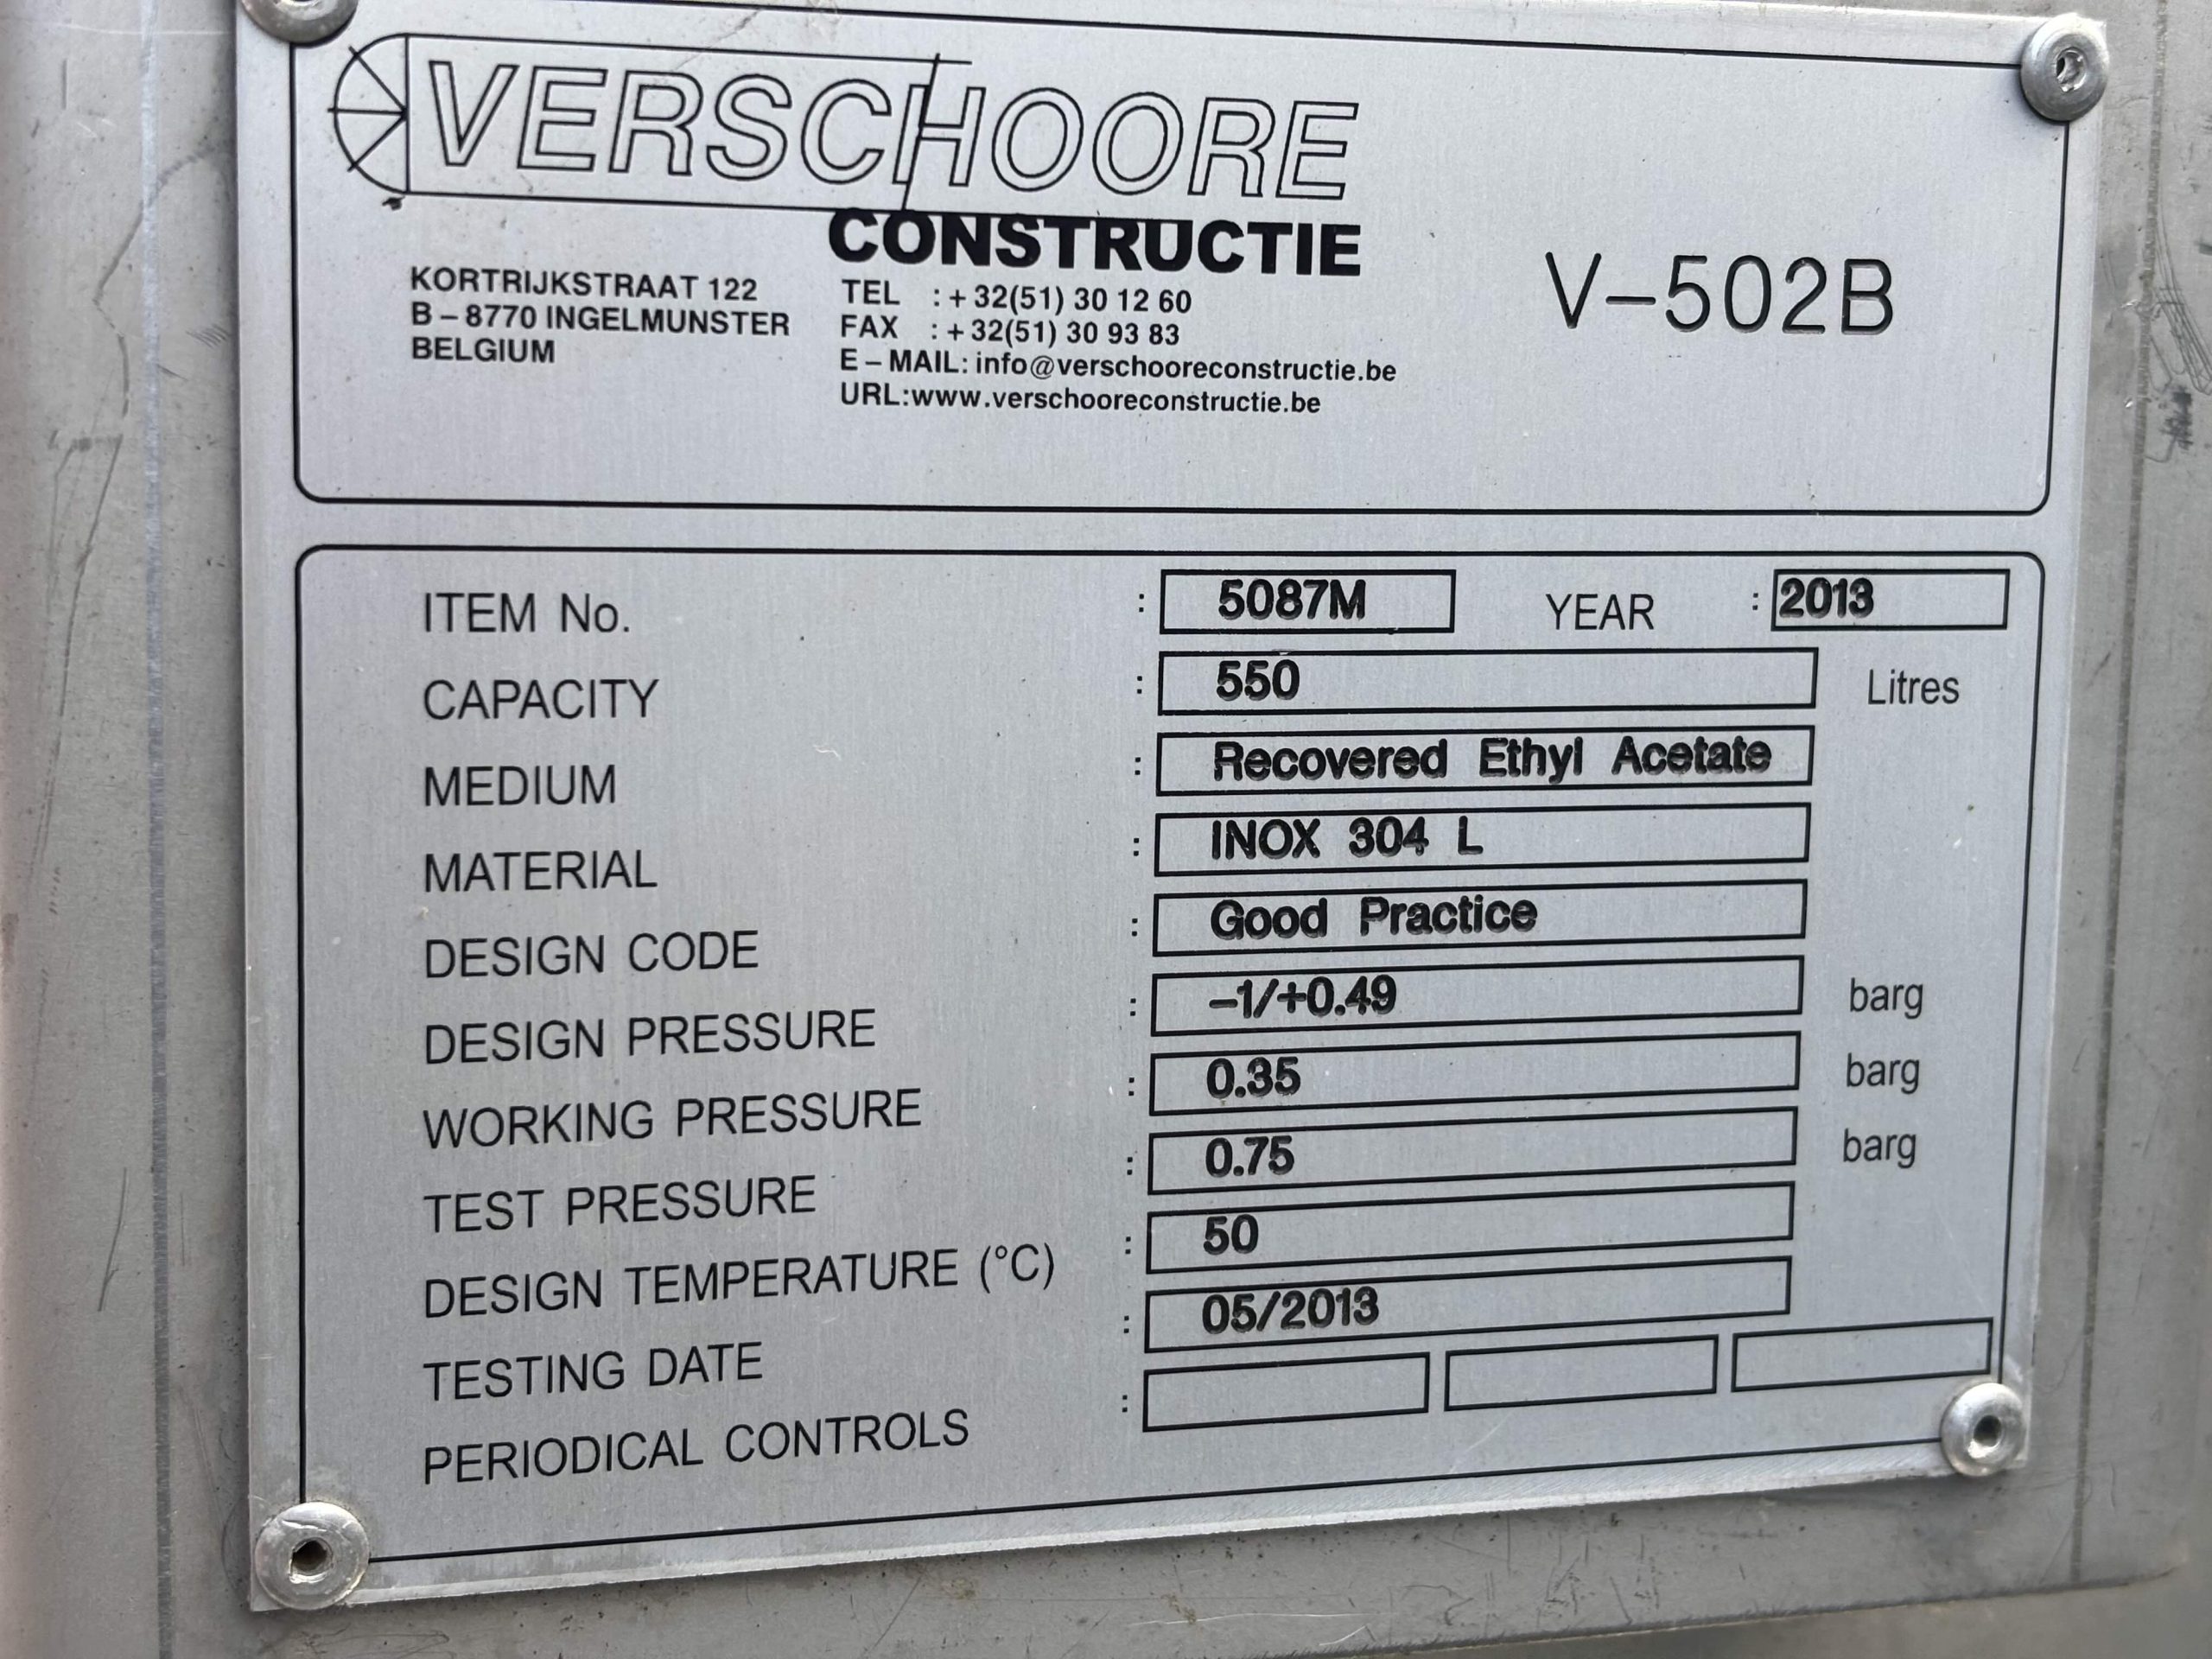 VERSCHOORE
CONSTRUCTIE
KORTRIJKSTRAAT 122
B – 8770 INGELMUNSTER
BELGIUM
TEL : + 32(51) 30 12 60
FAX : + 32(51) 30 93 83
E – MAIL: info@verschooreconstructie.be
URL:www.verschooreconstructie.be
V–502B
ITEM No. : 5087M YEAR : 2013
CAPACITY : 550 Litres
MEDIUM : Recovered Ethyl Acetate
MATERIAL : INOX 304 L
DESIGN CODE : Good Practice
DESIGN PRESSURE : –1/+0.49 barg
WORKING PRESSURE : 0.35 barg
TEST PRESSURE : 0.75 barg
DESIGN TEMPERATURE (°C) : 50
TESTING DATE : 05/2013
PERIODICAL CONTROLS :